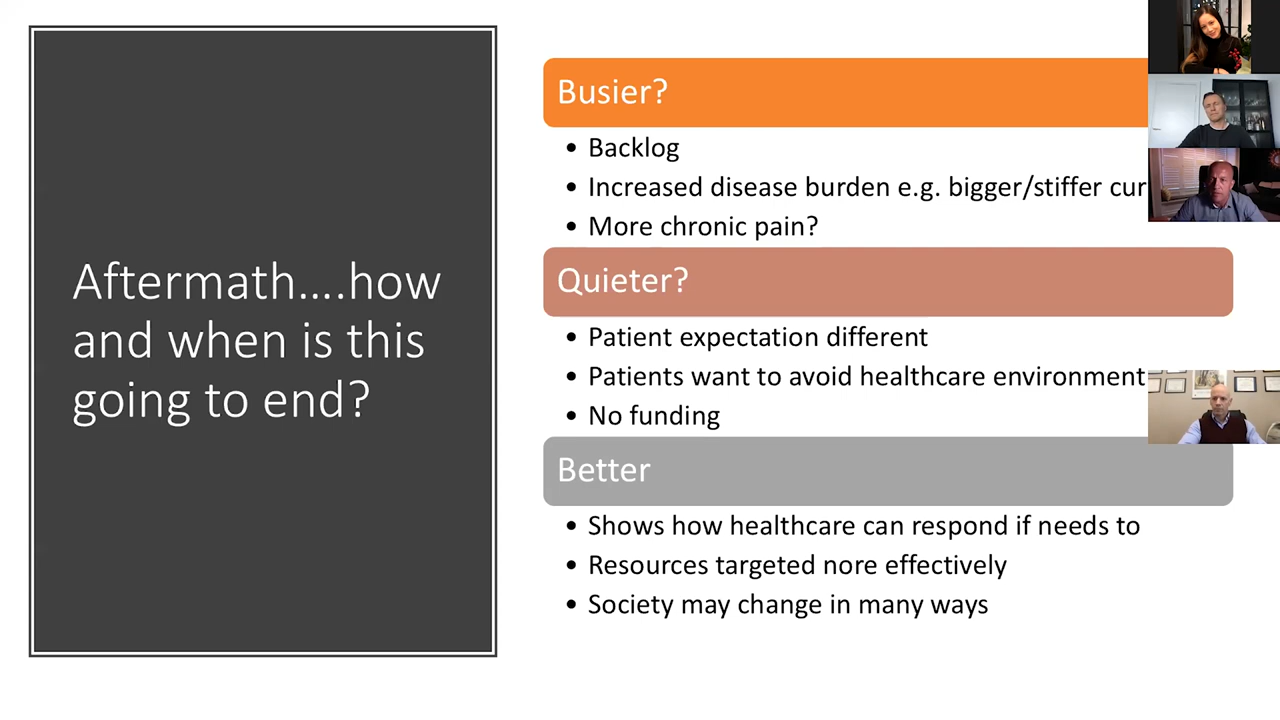 Aftermath....how
and when is this
going to end?
Busier?
• Backlog
• Increased disease burden e.g. bigger/stiffer cur
• More chronic pain?
Quieter?
• Patient expectation different
• Patients want to avoid healthcare environment
• No funding
Better
• Shows how healthcare can respond if needs to
• Resources targeted nore effectively
• Society may change in many ways